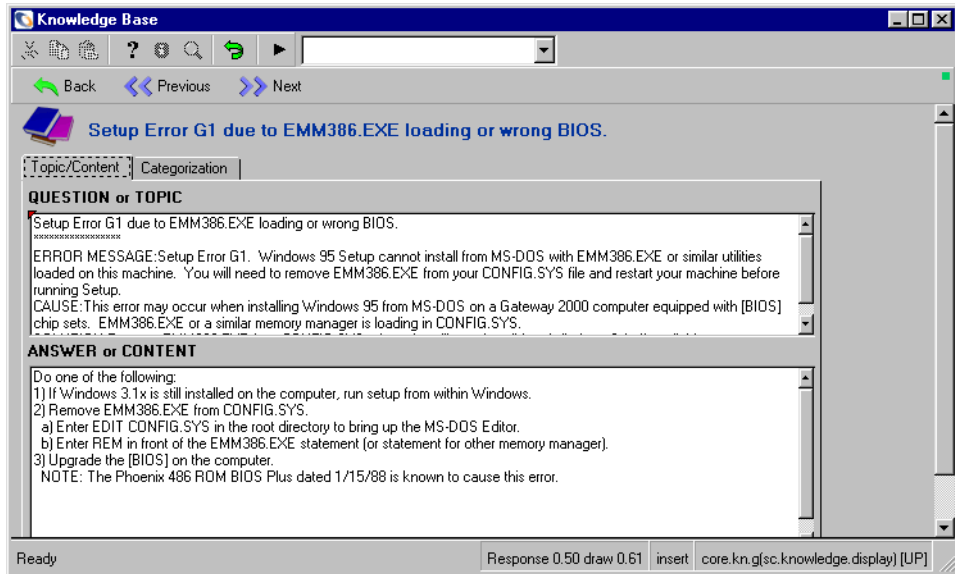 Knowledge Base
Back Previous Next
Setup Error G1 due to EMM386.EXE loading or wrong BIOS.
Topic/Content Categorization
QUESTION or TOPIC
Setup Error G1 due to EMM386.EXE loading or wrong BIOS.
****************
ERROR MESSAGE:Setup Error G1. Windows 95 Setup cannot install from MS-DOS with EMM386.EXE or similar utilities
loaded on this machine. You will need to remove EMM386.EXE from your CONFIG.SYS file and restart your machine before
running Setup.
CAUSE:This error may occur when installing Windows 95 from MS-DOS on a Gateway 2000 computer equipped with [BIOS]
chip sets. EMM386.EXE or a similar memory manager is loading in CONFIG.SYS.
ANSWER or CONTENT
Do one of the following:
1) If Windows 3.1x is still installed on the computer, run setup from within Windows.
2) Remove EMM386.EXE from CONFIG.SYS.
a) Enter EDIT CONFIG.SYS in the root directory to bring up the MS-DOS Editor.
b) Enter REM in front of the EMM386.EXE statement (or statement for other memory manager).
3) Upgrade the [BIOS] on the computer.
NOTE: The Phoenix 486 ROM BIOS Plus dated 1/15/88 is known to cause this error.
Ready Response 0.50 draw 0.61 insert core.kn.g(sc.knowledge.display) [UP]